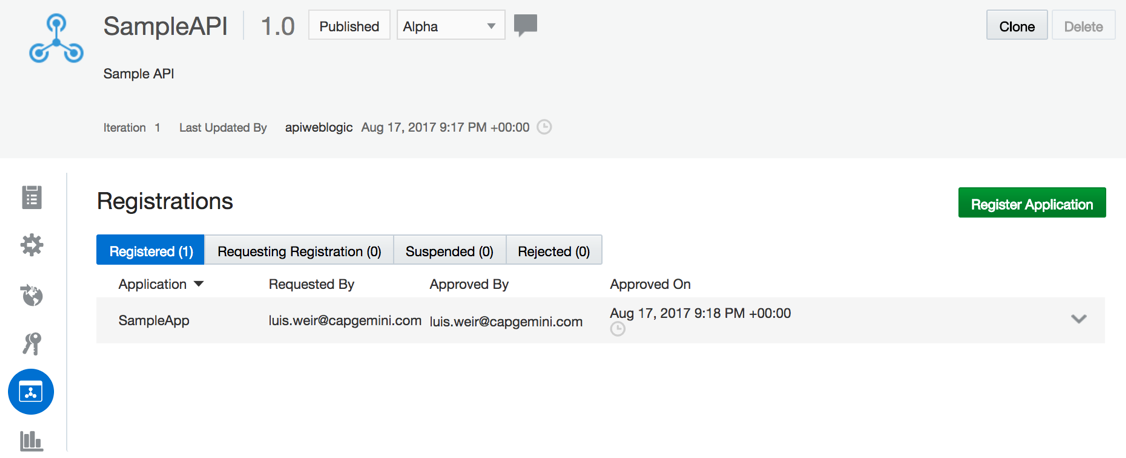 SampleAPI 1.0 Published Alpha Clone Delete
Sample API
Iteration 1 Last Updated By apiweblogic Aug 17, 2017 9:17 PM +00:00
Registrations Register Application
Registered (1) Requesting Registration (0) Suspended (0) Rejected (0)
Application Requested By Approved By Approved On
SampleApp luis.weir@capgemini.com luis.weir@capgemini.com Aug 17, 2017 9:18 PM +00:00